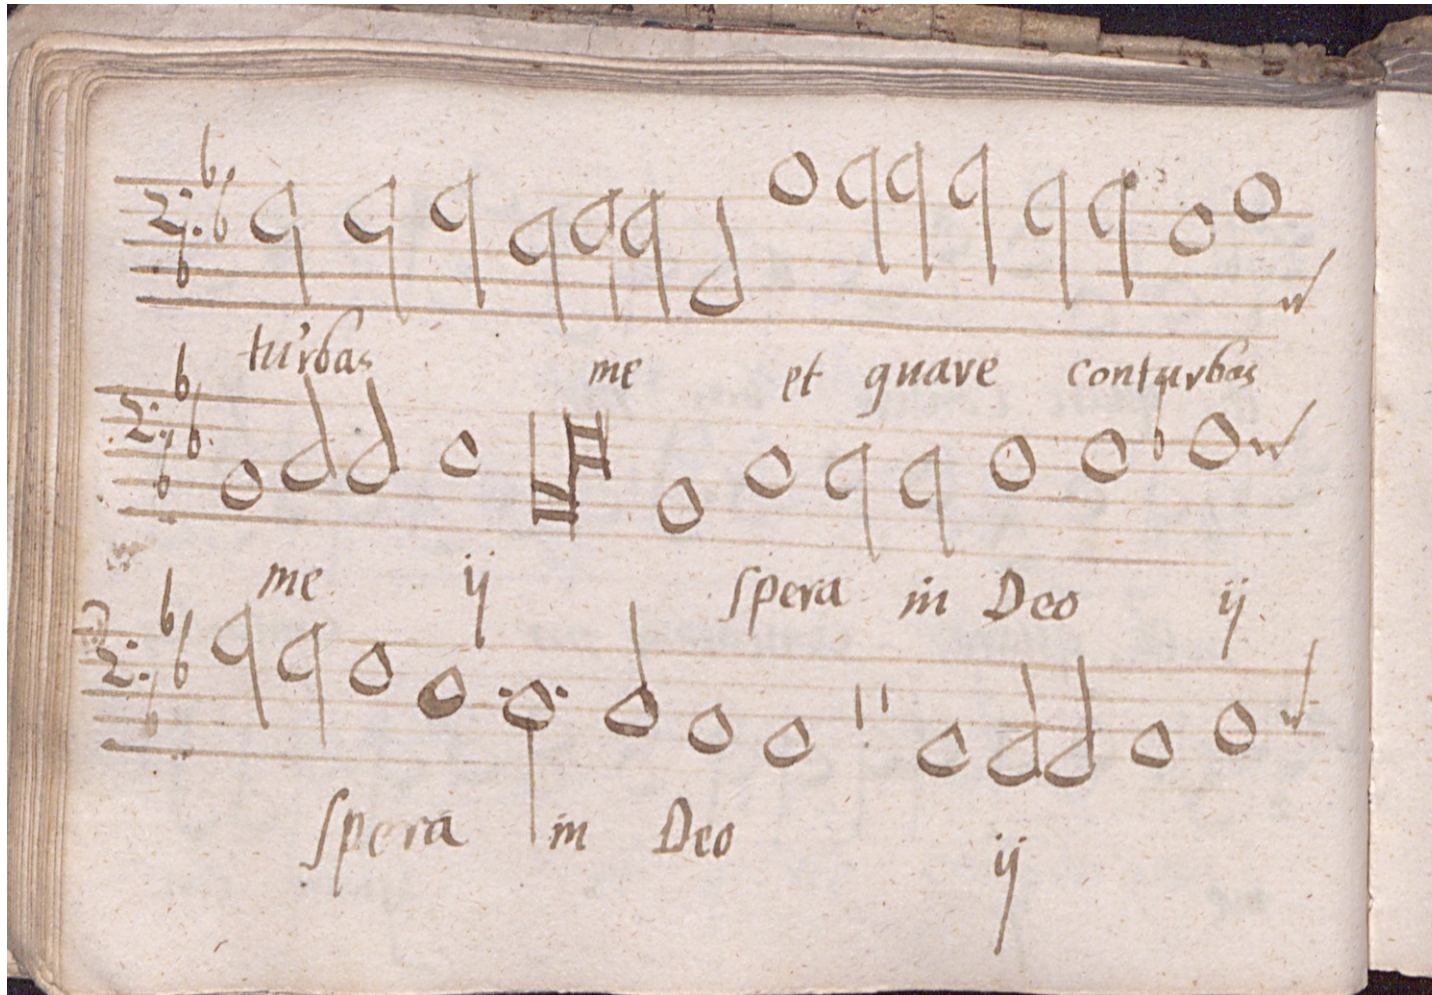 turbas me et quare conturbas
me ij spera in Deo ij
spera in Deo ij